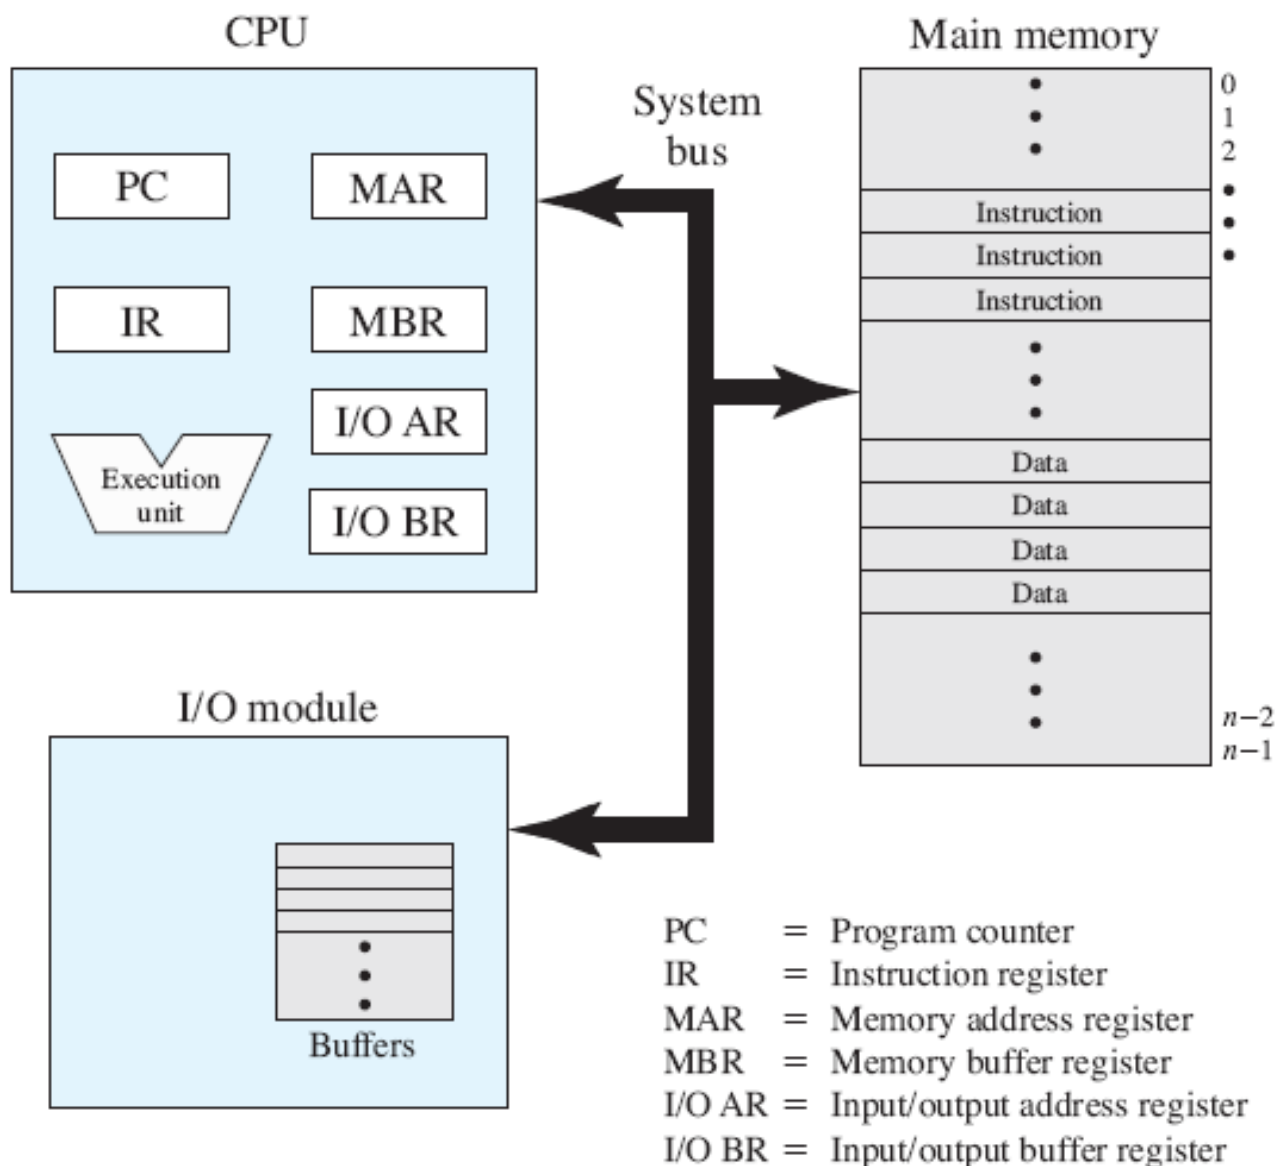 CPU
PC
MAR
IR
MBR
I/O AR
Execution
unit
I/O BR
System
bus
Main memory
0
1
2
Instruction
Instruction
Instruction
Data
Data
Data
Data
n−2
n−1
I/O module
Buffers
PC = Program counter
IR = Instruction register
MAR = Memory address register
MBR = Memory buffer register
I/O AR = Input/output address register
I/O BR = Input/output buffer register